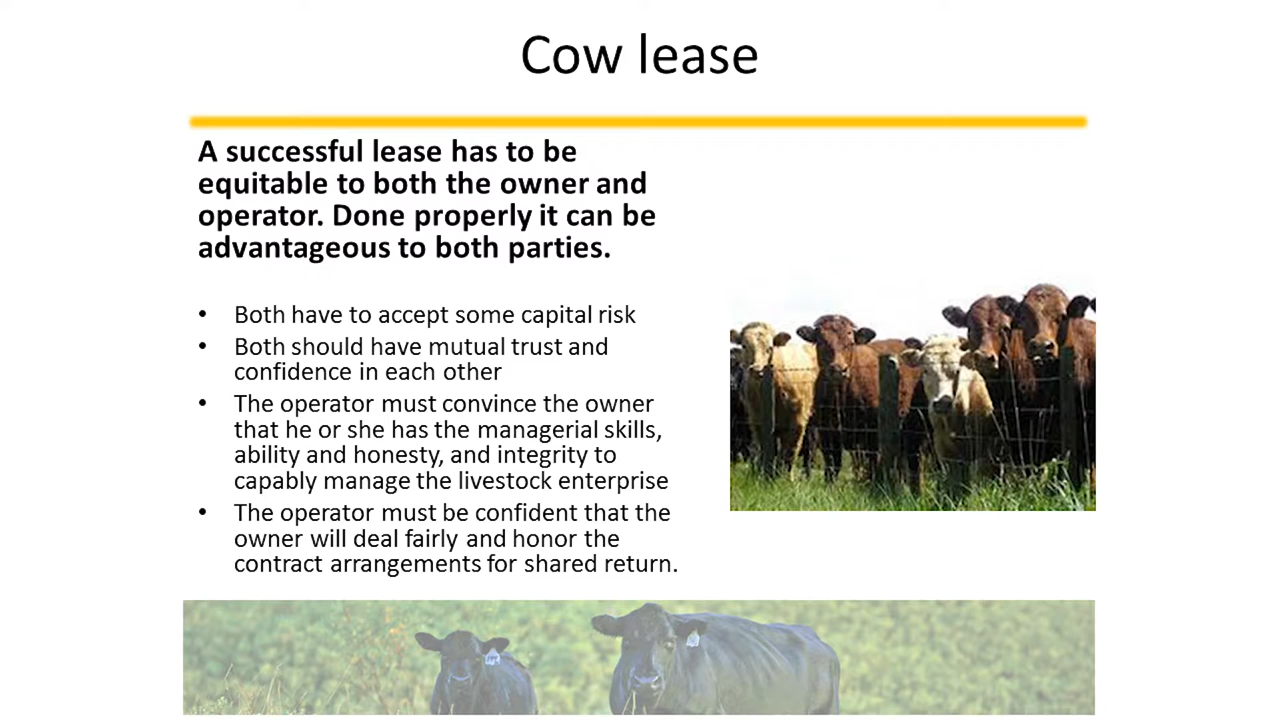 Cow lease
A successful lease has to be
equitable to both the owner and
operator. Done properly it can be
advantageous to both parties.
• Both have to accept some capital risk
• Both should have mutual trust and
confidence in each other
• The operator must convince the owner
that he or she has the managerial skills,
ability and honesty, and integrity to
capably manage the livestock enterprise
• The operator must be confident that the
owner will deal fairly and honor the
contract arrangements for shared return.